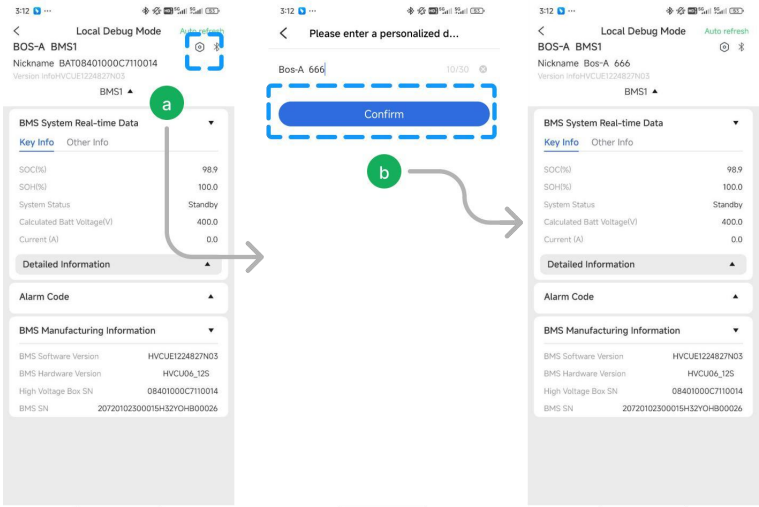 3:12 ...
Local Debug Mode Auto refresh
BOS-A BMS1
Nickname BAT08401000C7110014
Version InfoHVCUE1224827N03
BMS1 ▲
a
BMS System Real-time Data ▼
Key Info Other Info
SOC(%) 98.9
SOH(%) 100.0
System Status Standby
Calculated Batt Voltage(V) 400.0
Current (A) 0.0
Detailed Information ▲
Alarm Code ▲
BMS Manufacturing Information ▼
BMS Software Version HVCUE1224827N03
BMS Hardware Version HVCU06_12S
High Voltage Box SN 08401000C7110014
BMS SN 20720102300015H32YOHB00026
3:12 ...
Please enter a personalized d...
Bos-A 666 10/30
Confirm
b
3:12 ...
Local Debug Mode Auto refresh
BOS-A BMS1
Nickname Bos-A 666
Version InfoHVCUE1224827N03
BMS1 ▲
BMS System Real-time Data ▼
Key Info Other Info
SOC(%) 98.9
SOH(%) 100.0
System Status Standby
Calculated Batt Voltage(V) 400.0
Current (A) 0.0
Detailed Information ▲
Alarm Code ▲
BMS Manufacturing Information ▼
BMS Software Version HVCUE1224827N03
BMS Hardware Version HVCU06_12S
High Voltage Box SN 08401000C7110014
BMS SN 20720102300015H32YOHB00026